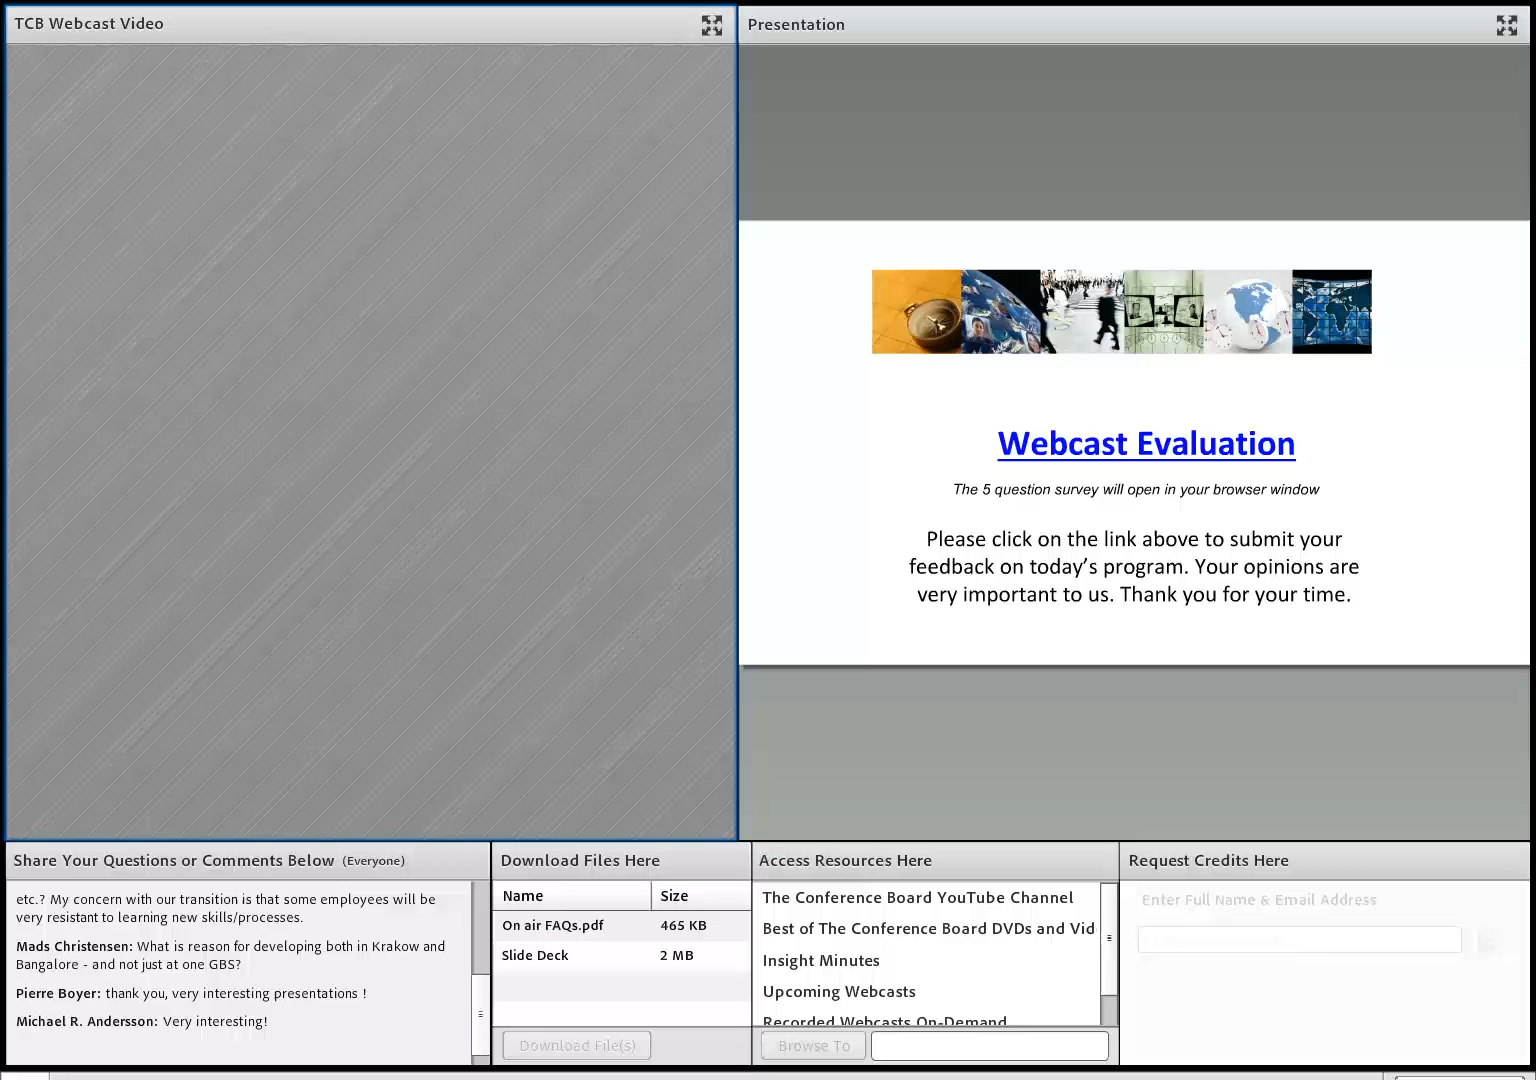 TCB Webcast Video
Presentation
Webcast Evaluation
The 5 question survey will open in your browser window
Please click on the link above to submit your
feedback on today's program. Your opinions are
very important to us. Thank you for your time.
Share Your Questions or Comments Below (Everyone)
etc.? My concern with our transition is that some employees will be
very resistant to learning new skills/processes.
Mads Christensen: What is reason for developing both in Krakow and
Bangalore - and not just at one GBS?
Pierre Boyer: thank you, very interesting presentations !
Michael R. Andersson: Very interesting!
Download Files Here
Name Size
On air FAQs.pdf 465 KB
Slide Deck 2 MB
Download File(s)
Access Resources Here
The Conference Board YouTube Channel
Best of The Conference Board DVDs and Vid
Insight Minutes
Upcoming Webcasts
Recorded Webcasts On-Demand
Browse To
Request Credits Here
Enter Full Name & Email Address